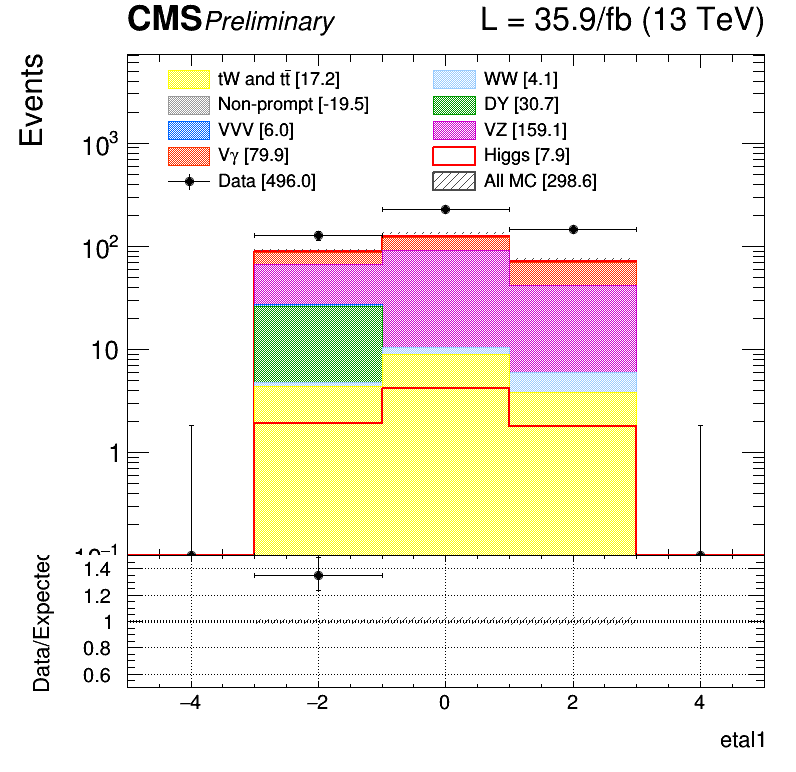 CMS Preliminary L = 35.9/fb (13 TeV)
Events
tW and tt̄ [17.2] WW [4.1]
Non-prompt [-19.5] DY [30.7]
VVV [6.0] VZ [159.1]
Vγ [79.9] Higgs [7.9]
Data [496.0] All MC [298.6]
10³
10²
10
1
Data/Expected
1.4
1.2
1
0.8
0.6
−4 −2 0 2 4
etal1